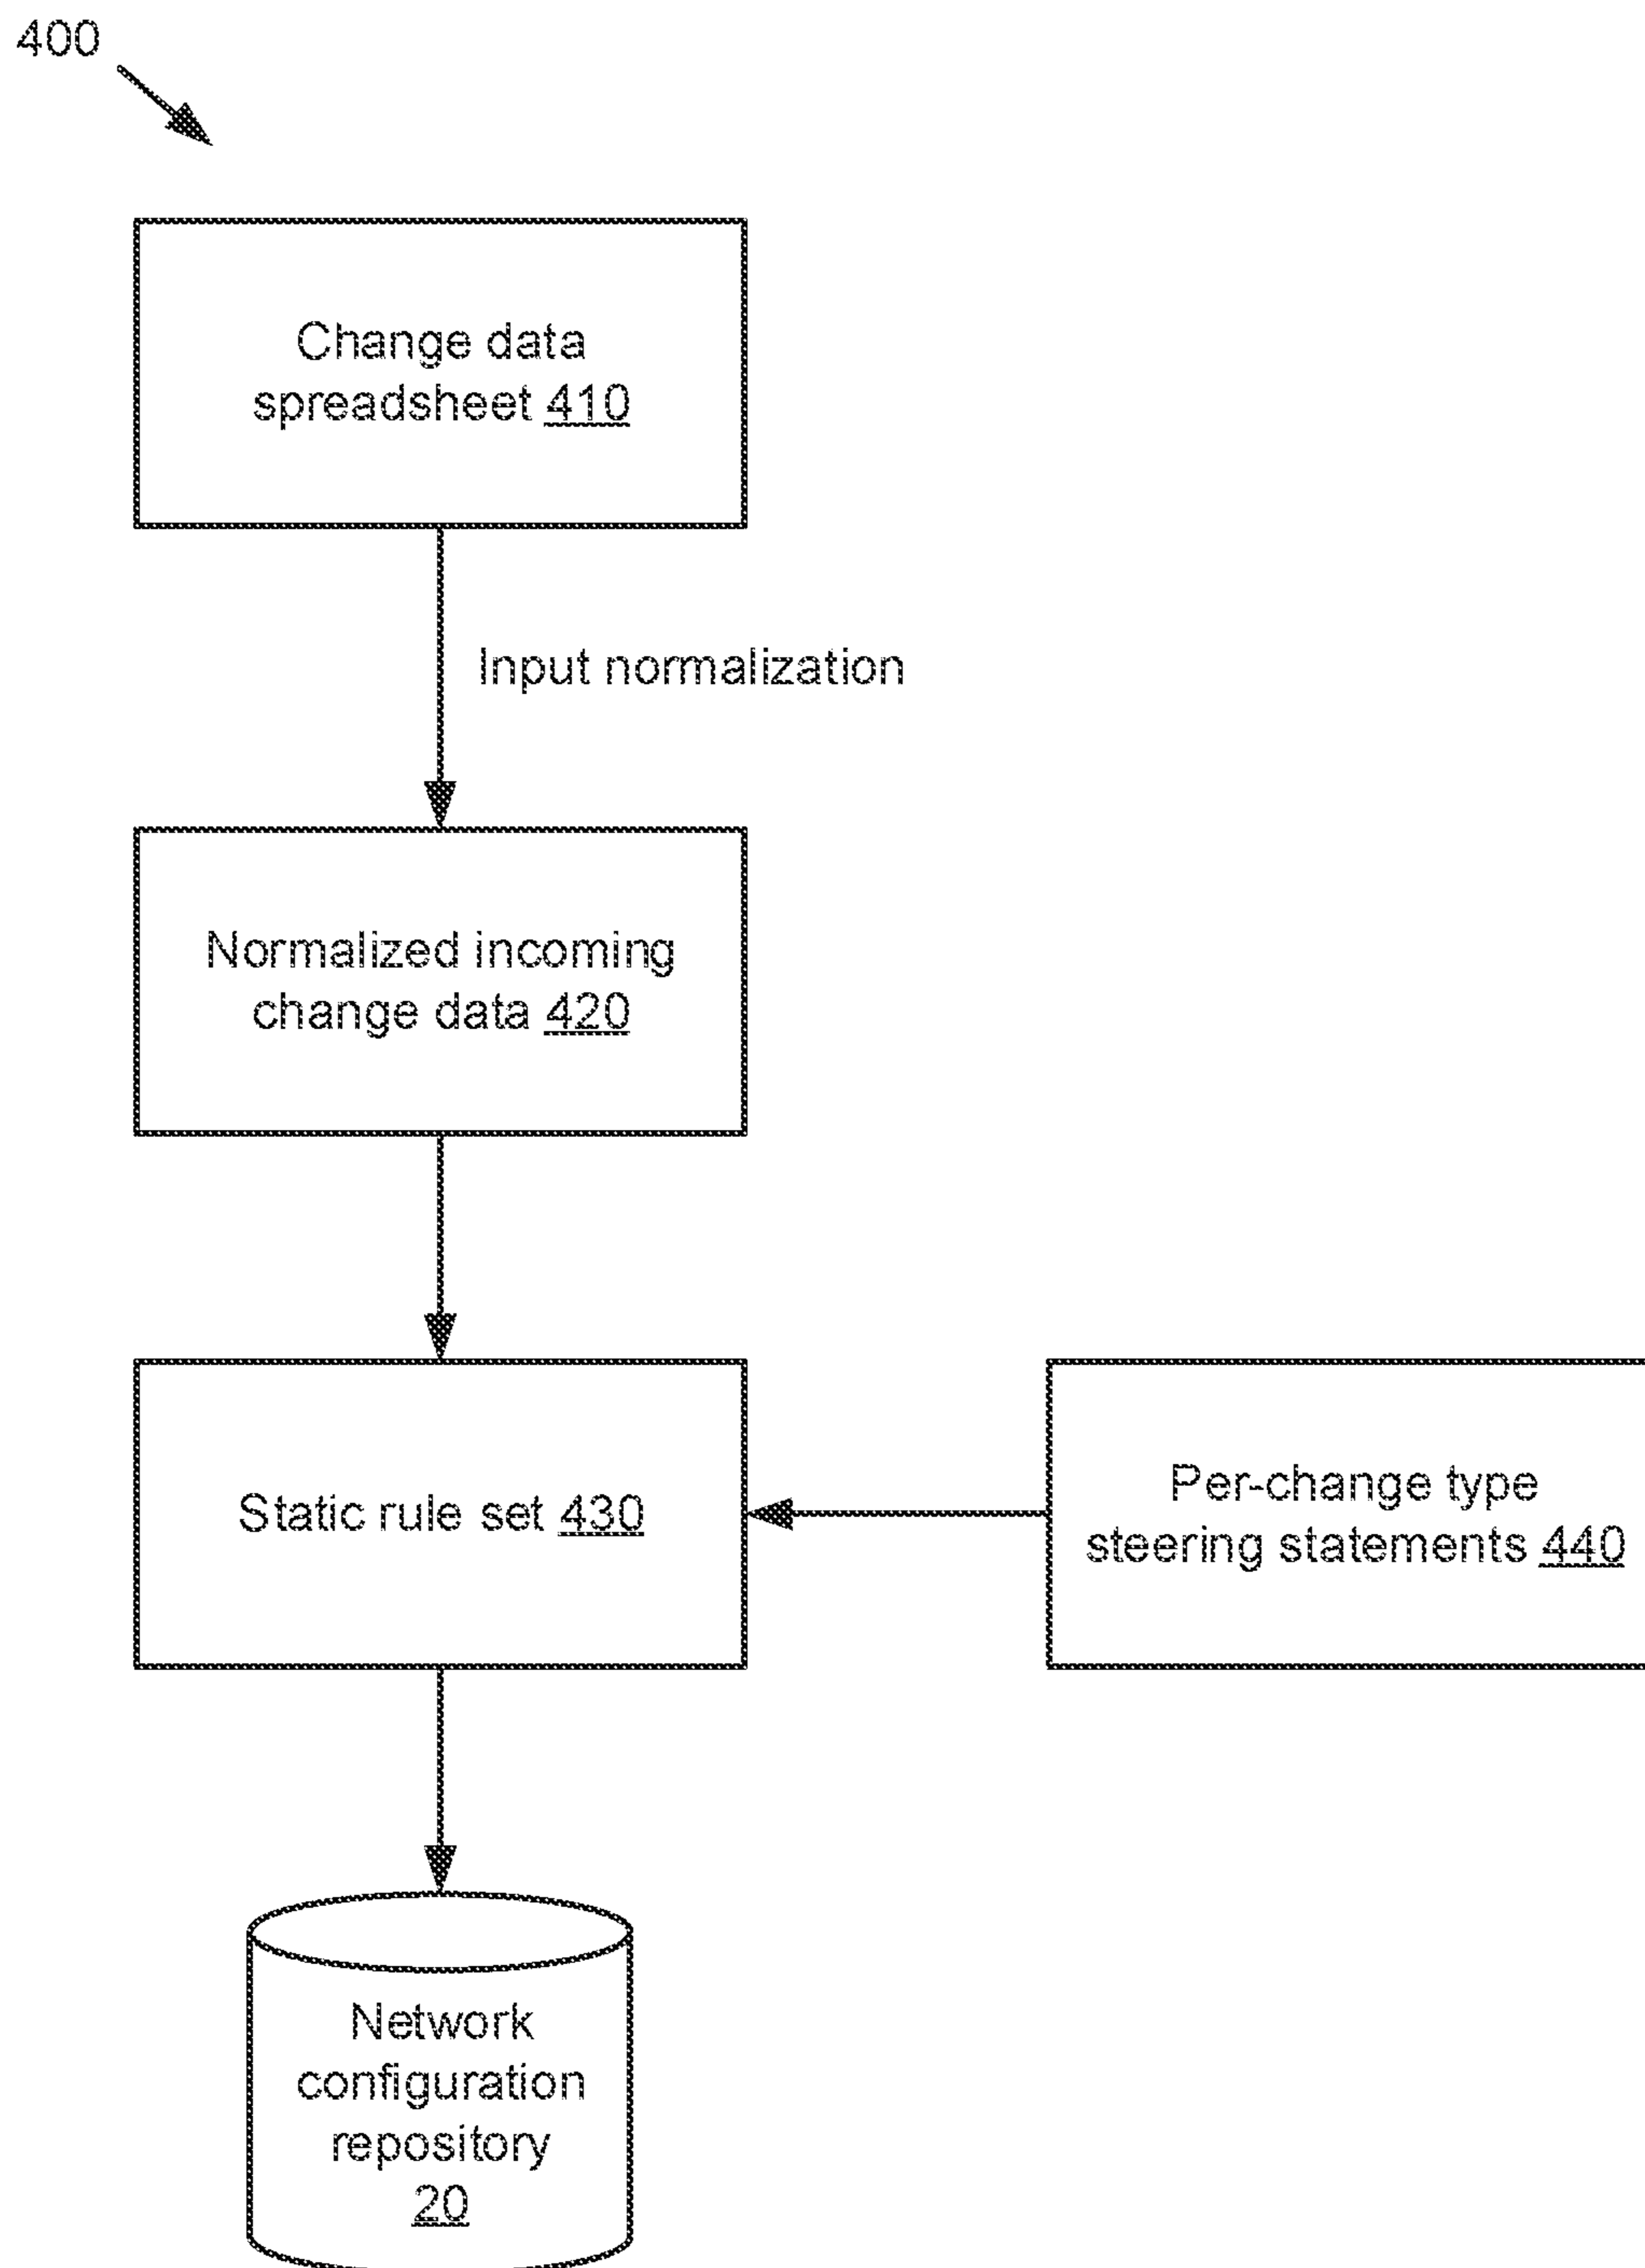 400
Change data
spreadsheet 410
Input normalization
Normalized incoming
change data 420
Static rule set 430
Per-change type
steering statements 440
Network
configuration
repository
20